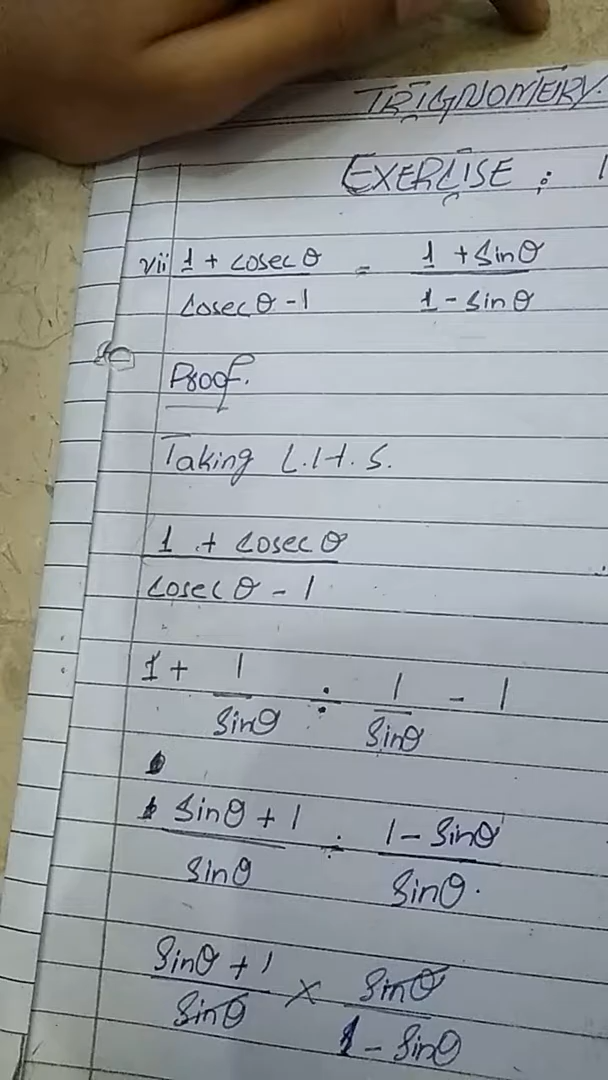 TRIGNOMERY.
EXERCISE : 1
vii 1 + cosec θ / cosec θ - 1 = 1 + sin θ / 1 - sin θ
Proof.
Taking L.H.S.
1 + cosec θ / cosec θ - 1
1 + 1 / sin θ ÷ 1 / sin θ - 1
sin θ + 1 / sin θ ÷ 1 - sin θ / sin θ.
sin θ + 1 / sin θ × sin θ / 1 - sin θ